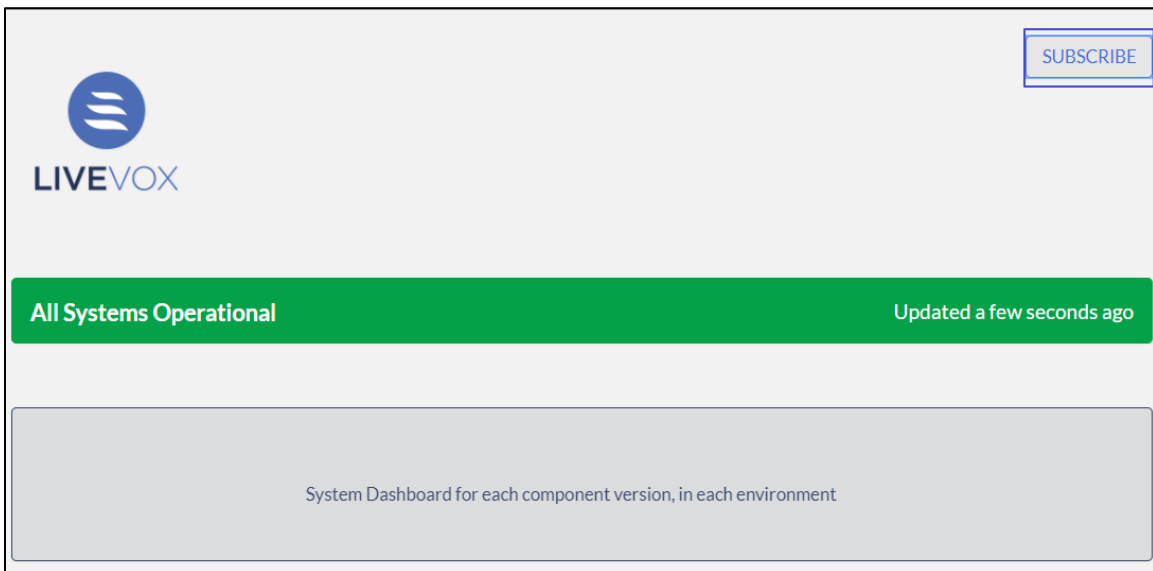 SUBSCRIBE
LIVEVOX
All Systems Operational
Updated a few seconds ago
System Dashboard for each component version, in each environment